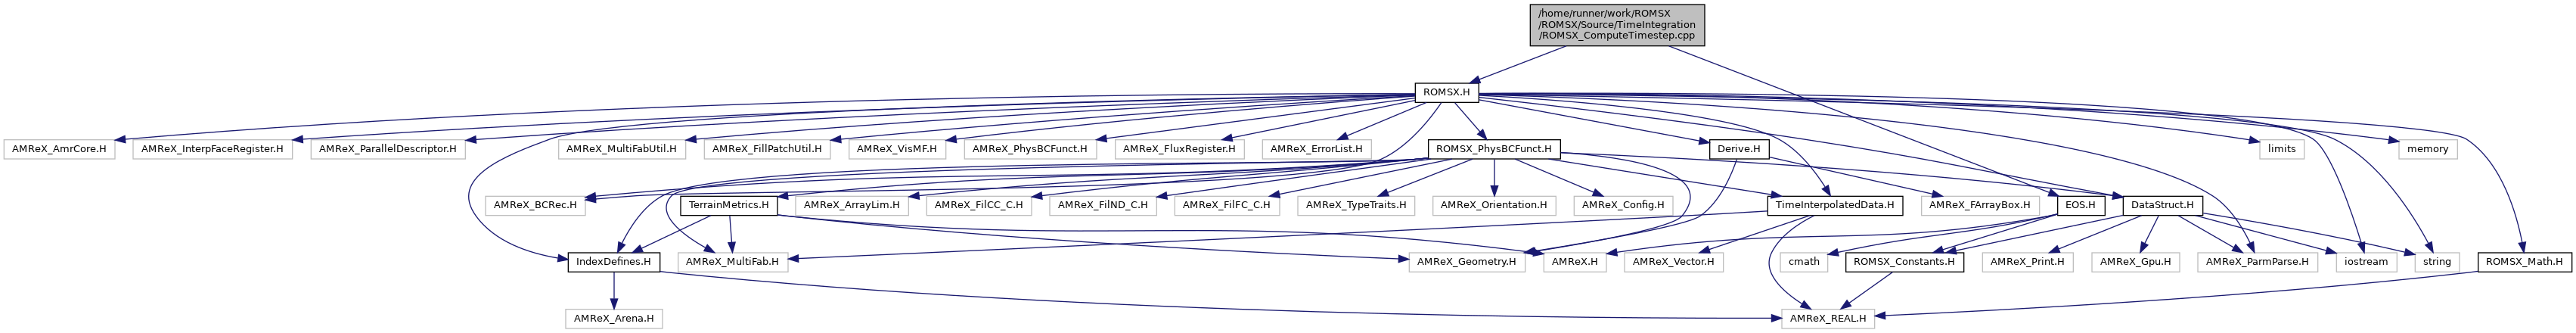 /home/runner/work/ROMSX
/ROMSX/Source/TimeIntegration
/ROMSX_ComputeTimestep.cpp
ROMSX.H
AMReX_AmrCore.H
AMReX_InterpFaceRegister.H
AMReX_ParallelDescriptor.H
AMReX_MultiFabUtil.H
AMReX_FillPatchUtil.H
AMReX_VisMF.H
AMReX_PhysBCFunct.H
AMReX_FluxRegister.H
AMReX_ErrorList.H
ROMSX_PhysBCFunct.H
Derive.H
limits
memory
AMReX_BCRec.H
TerrainMetrics.H
AMReX_ArrayLim.H
AMReX_FilCC_C.H
AMReX_FilND_C.H
AMReX_FilFC_C.H
AMReX_TypeTraits.H
AMReX_Orientation.H
AMReX_Config.H
TimeInterpolatedData.H
AMReX_FArrayBox.H
EOS.H
DataStruct.H
IndexDefines.H
AMReX_MultiFab.H
AMReX_Geometry.H
AMReX.H
AMReX_Vector.H
cmath
ROMSX_Constants.H
AMReX_Print.H
AMReX_Gpu.H
AMReX_ParmParse.H
iostream
string
ROMSX_Math.H
AMReX_Arena.H
AMReX_REAL.H